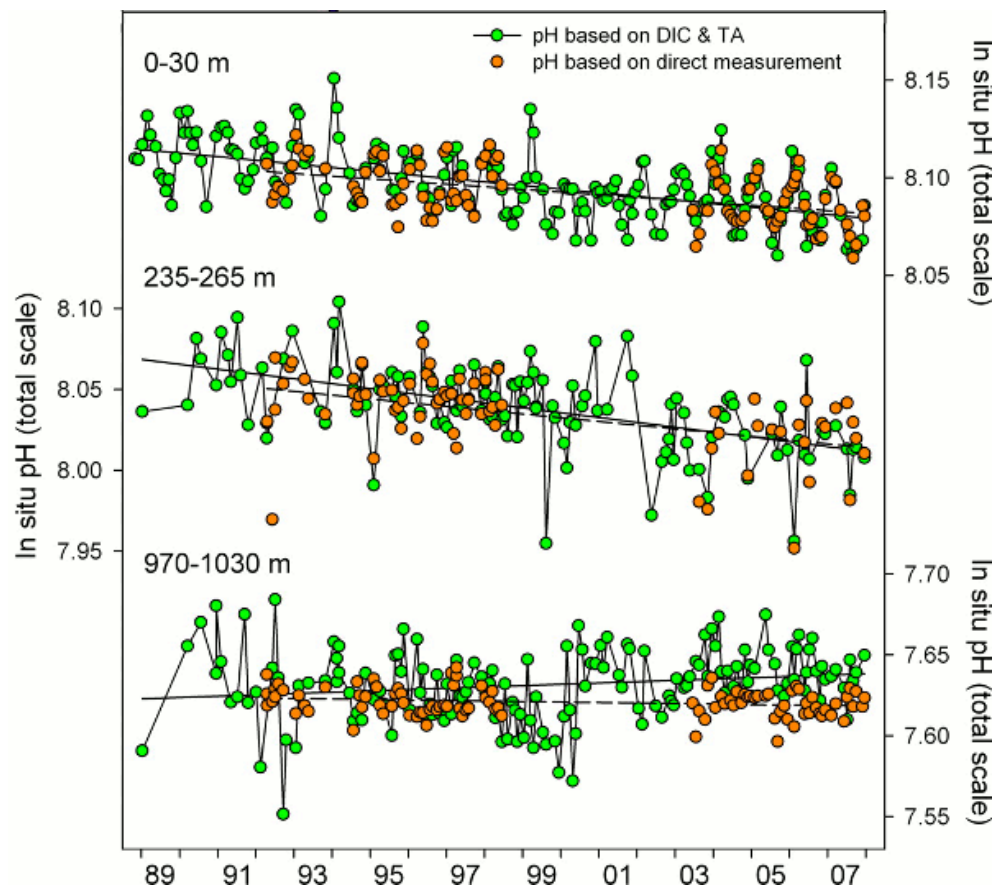 pH based on DIC & TA
pH based on direct measurement
0-30 m
8.15
8.10
8.05
In situ pH (total scale)
235-265 m
8.10
8.05
8.00
7.95
In situ pH (total scale)
970-1030 m
7.70
7.65
7.60
7.55
In situ pH (total scale)
89 91 93 95 97 99 01 03 05 07